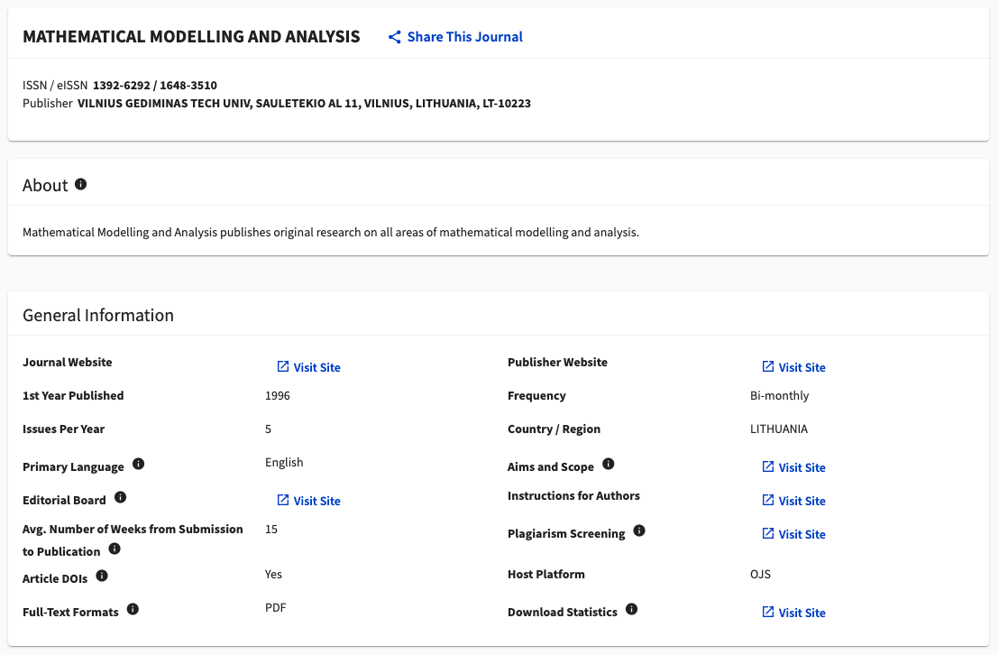 MATHEMATICAL MODELLING AND ANALYSIS Share This Journal
ISSN / eISSN 1392-6292 / 1648-3510
Publisher VILNIUS GEDIMINAS TECH UNIV, SAULETEKIO AL 11, VILNIUS, LITHUANIA, LT-10223
About
Mathematical Modelling and Analysis publishes original research on all areas of mathematical modelling and analysis.
General Information
Journal Website Visit Site Publisher Website Visit Site
1st Year Published 1996 Frequency Bi-monthly
Issues Per Year 5 Country / Region LITHUANIA
Primary Language English Aims and Scope Visit Site
Editorial Board Visit Site Instructions for Authors Visit Site
Avg. Number of Weeks from Submission 15 Plagiarism Screening Visit Site
to Publication
Article DOIs Yes Host Platform OJS
Full-Text Formats PDF Download Statistics Visit Site